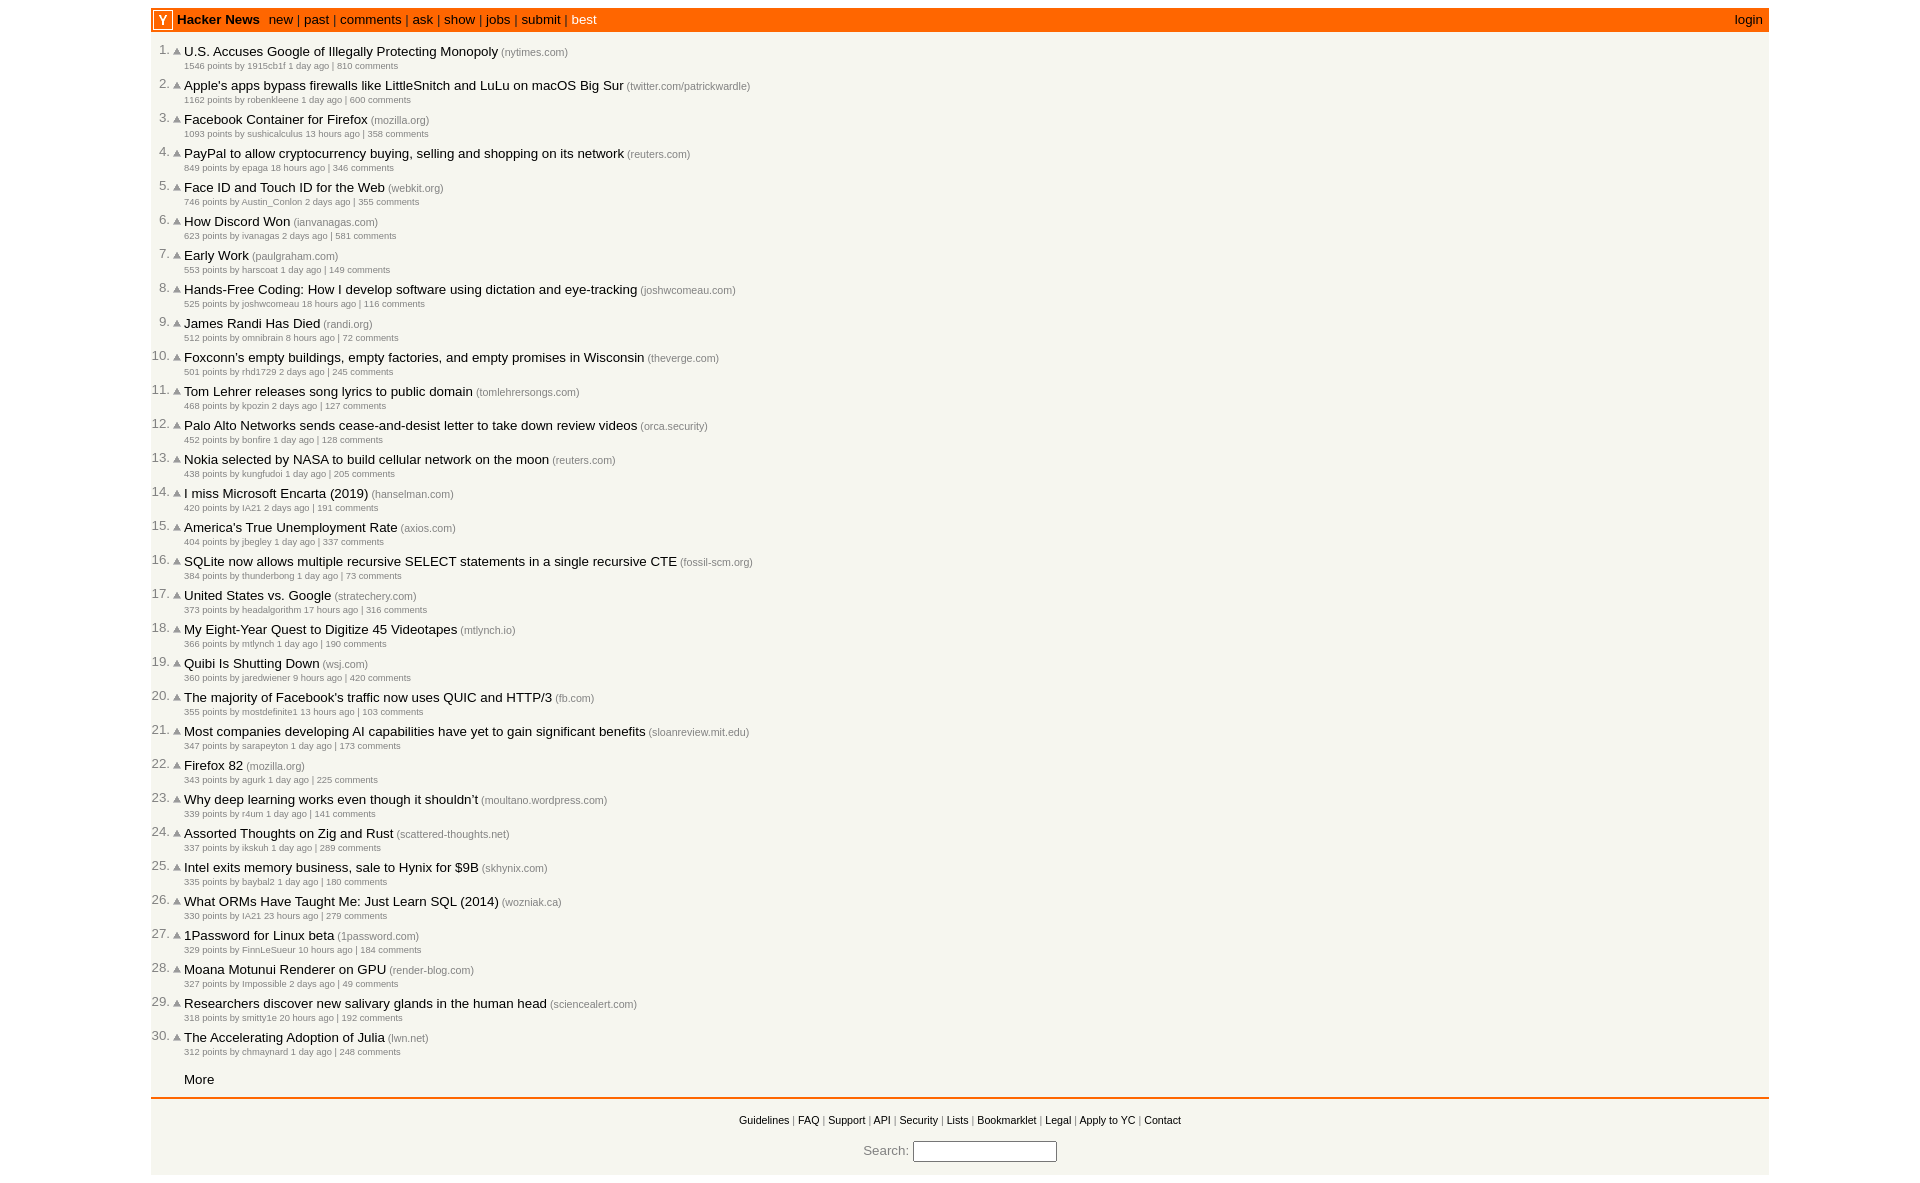 Y Hacker News new | past | comments | ask | show | jobs | submit | best login
1. U.S. Accuses Google of Illegally Protecting Monopoly (nytimes.com)
1546 points by 1915cb1f 1 day ago | 810 comments
2. Apple's apps bypass firewalls like LittleSnitch and LuLu on macOS Big Sur (twitter.com/patrickwardle)
1162 points by robenkleene 1 day ago | 600 comments
3. Facebook Container for Firefox (mozilla.org)
1093 points by sushicalculus 13 hours ago | 358 comments
4. PayPal to allow cryptocurrency buying, selling and shopping on its network (reuters.com)
849 points by epaga 18 hours ago | 346 comments
5. Face ID and Touch ID for the Web (webkit.org)
746 points by Austin_Conlon 2 days ago | 355 comments
6. How Discord Won (ianvanagas.com)
623 points by ivanagas 2 days ago | 581 comments
7. Early Work (paulgraham.com)
553 points by harscoat 1 day ago | 149 comments
8. Hands-Free Coding: How I develop software using dictation and eye-tracking (joshwcomeau.com)
525 points by joshwcomeau 18 hours ago | 116 comments
9. James Randi Has Died (randi.org)
512 points by omnibrain 8 hours ago | 72 comments
10. Foxconn's empty buildings, empty factories, and empty promises in Wisconsin (theverge.com)
501 points by rhd1729 2 days ago | 245 comments
11. Tom Lehrer releases song lyrics to public domain (tomlehrersongs.com)
468 points by kpozin 2 days ago | 127 comments
12. Palo Alto Networks sends cease-and-desist letter to take down review videos (orca.security)
452 points by bonfire 1 day ago | 128 comments
13. Nokia selected by NASA to build cellular network on the moon (reuters.com)
438 points by kungfudoi 1 day ago | 205 comments
14. I miss Microsoft Encarta (2019) (hanselman.com)
420 points by IA21 2 days ago | 191 comments
15. America's True Unemployment Rate (axios.com)
404 points by jbegley 1 day ago | 337 comments
16. SQLite now allows multiple recursive SELECT statements in a single recursive CTE (fossil-scm.org)
384 points by thunderbong 1 day ago | 73 comments
17. United States vs. Google (stratechery.com)
373 points by headalgorithm 17 hours ago | 316 comments
18. My Eight-Year Quest to Digitize 45 Videotapes (mtlynch.io)
366 points by mtlynch 1 day ago | 190 comments
19. Quibi Is Shutting Down (wsj.com)
360 points by jaredwiener 9 hours ago | 420 comments
20. The majority of Facebook's traffic now uses QUIC and HTTP/3 (fb.com)
355 points by mostdefinite1 13 hours ago | 103 comments
21. Most companies developing AI capabilities have yet to gain significant benefits (sloanreview.mit.edu)
347 points by sarapeyton 1 day ago | 173 comments
22. Firefox 82 (mozilla.org)
343 points by agurk 1 day ago | 225 comments
23. Why deep learning works even though it shouldn't (moultano.wordpress.com)
339 points by r4um 1 day ago | 141 comments
24. Assorted Thoughts on Zig and Rust (scattered-thoughts.net)
337 points by ikskuh 1 day ago | 289 comments
25. Intel exits memory business, sale to Hynix for $9B (skhynix.com)
335 points by baybal2 1 day ago | 180 comments
26. What ORMs Have Taught Me: Just Learn SQL (2014) (wozniak.ca)
330 points by IA21 23 hours ago | 279 comments
27. 1Password for Linux beta (1password.com)
329 points by FinnLeSueur 10 hours ago | 184 comments
28. Moana Motunui Renderer on GPU (render-blog.com)
327 points by Impossible 2 days ago | 49 comments
29. Researchers discover new salivary glands in the human head (sciencealert.com)
318 points by smitty1e 20 hours ago | 192 comments
30. The Accelerating Adoption of Julia (lwn.net)
312 points by chmaynard 1 day ago | 248 comments
More
Guidelines | FAQ | Support | API | Security | Lists | Bookmarklet | Legal | Apply to YC | Contact
Search: